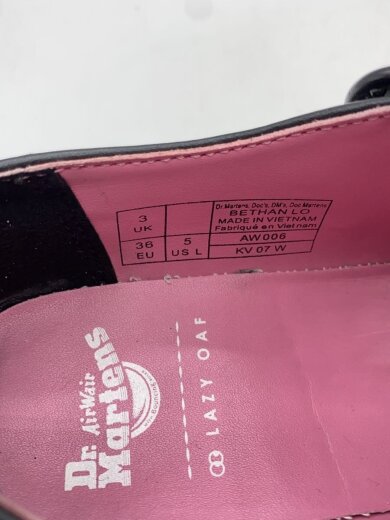 3
UK
36
EU
5
US L
Dr.Martens, Doc's, DM's, Doc Martens
BETHAN LO
MADE IN VIETNAM
Fabriqué en Vietnam
AW006
KV 07 W
Dr. AirWair
Martens
LAZY OAF